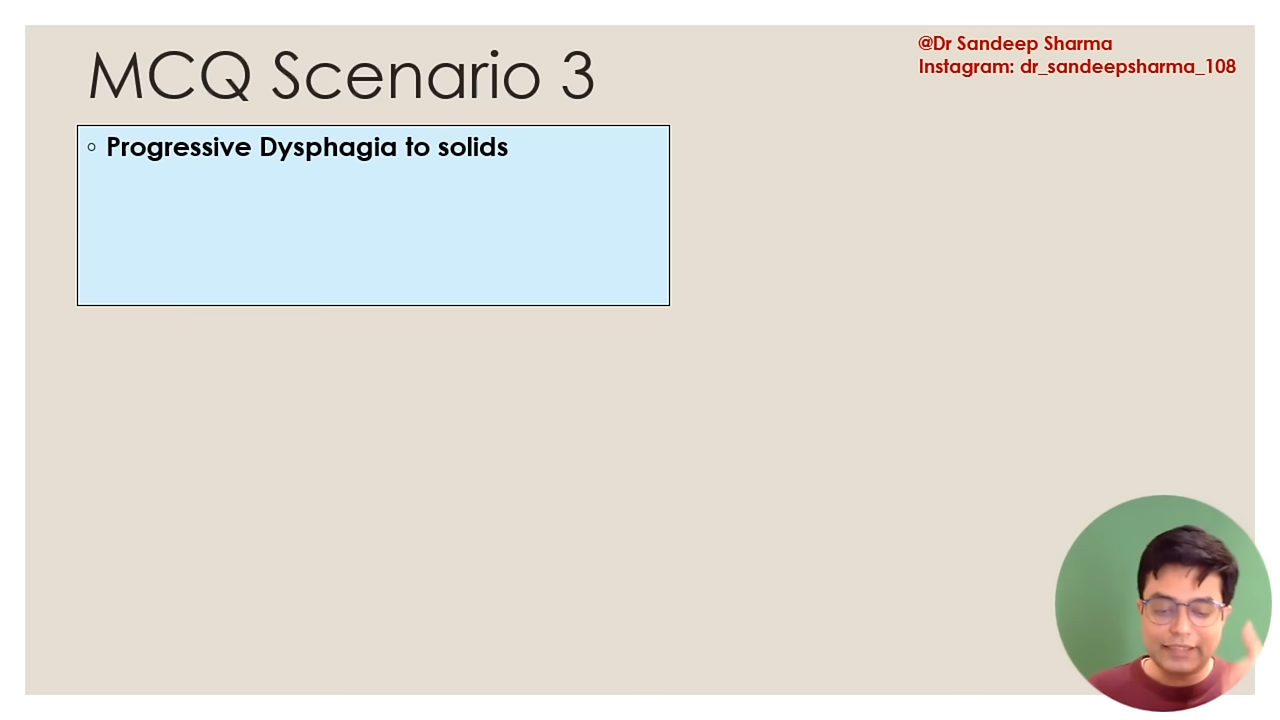 MCQ Scenario 3
@Dr Sandeep Sharma
Instagram: dr_sandeepsharma_108
◦ Progressive Dysphagia to solids